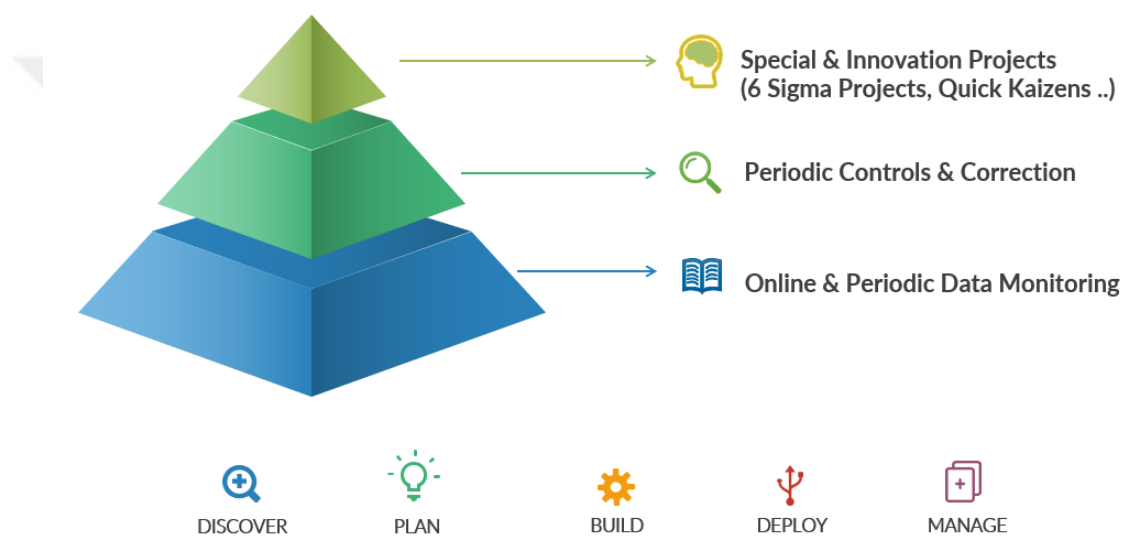 Special & Innovation Projects
(6 Sigma Projects, Quick Kaizens ..)
Periodic Controls & Correction
Online & Periodic Data Monitoring
DISCOVER
PLAN
BUILD
DEPLOY
MANAGE